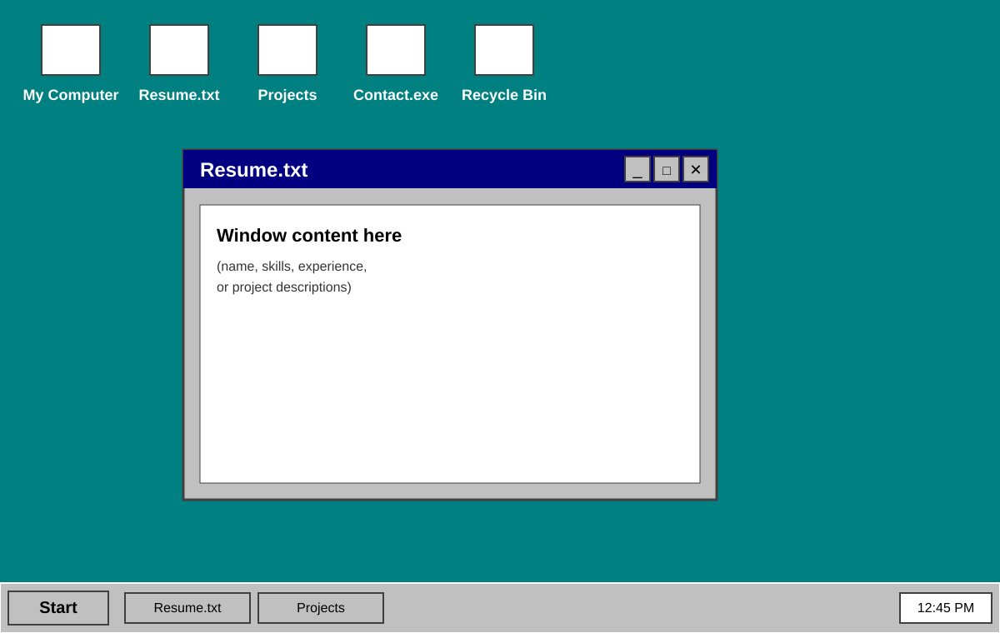 My Computer
Resume.txt
Projects
Contact.exe
Recycle Bin
Resume.txt
_ □ ✕
Window content here
(name, skills, experience,
or project descriptions)
Start
Resume.txt
Projects
12:45 PM